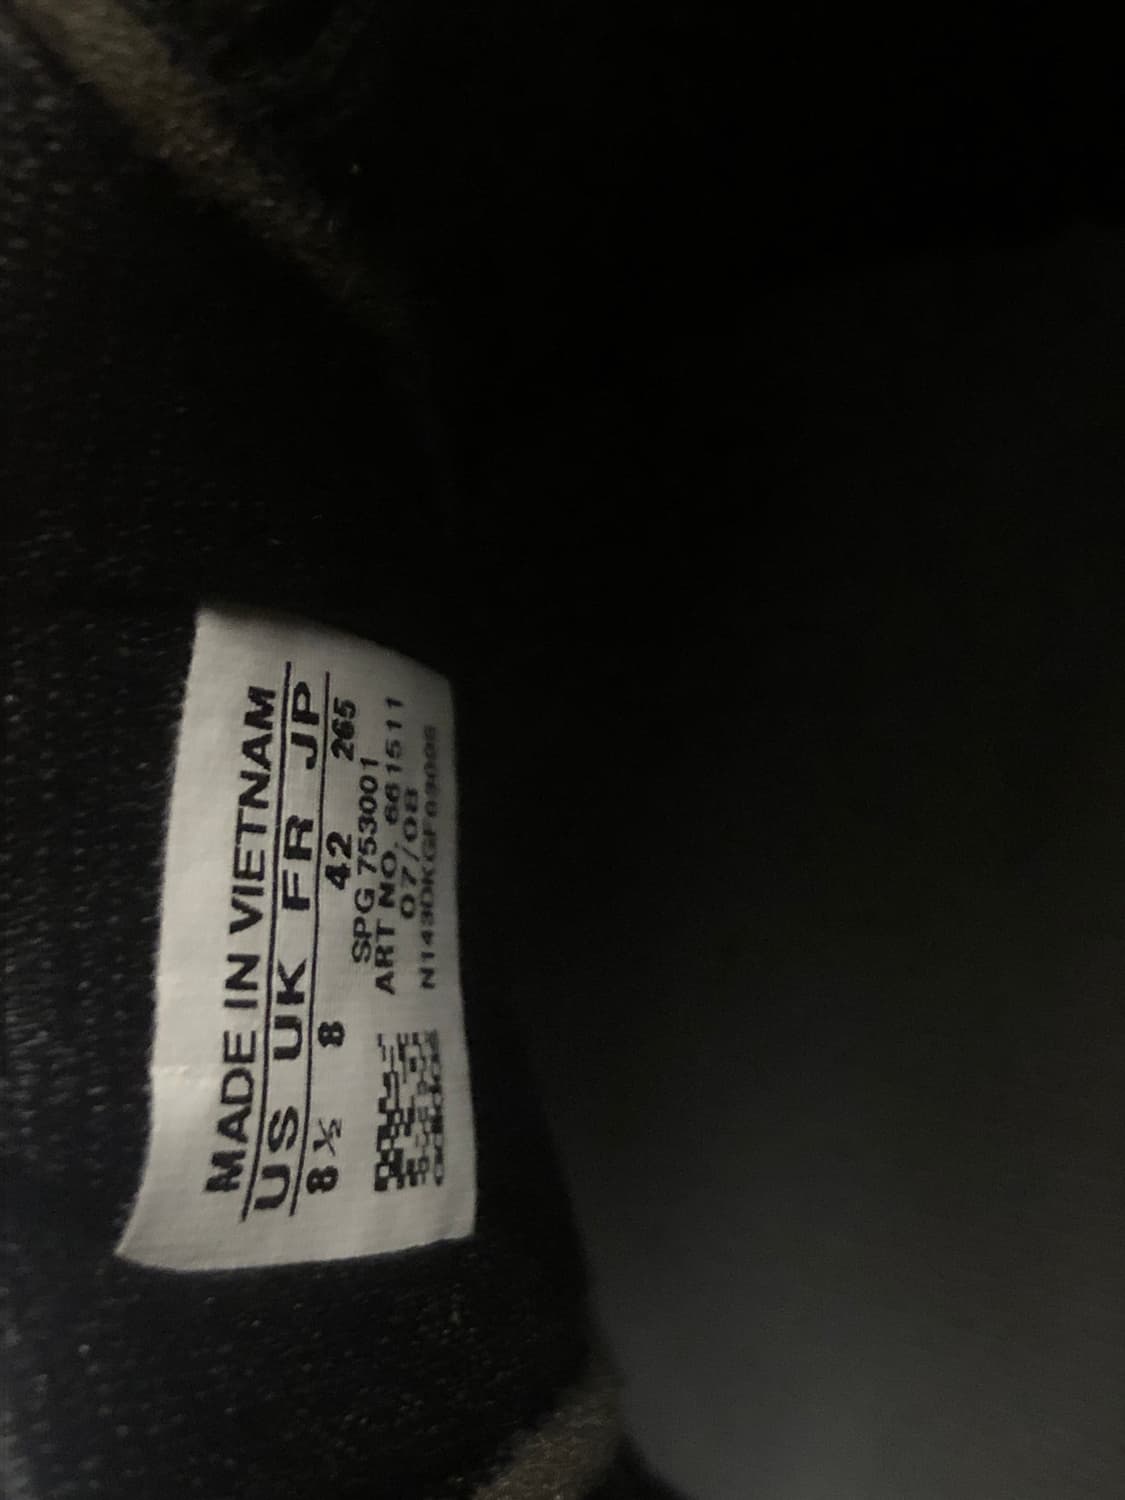 MADE IN VIETNAM
US UK FR JP
8½ 8 42 265
SPG 753001
ART NO. 661511
07/08
adidas